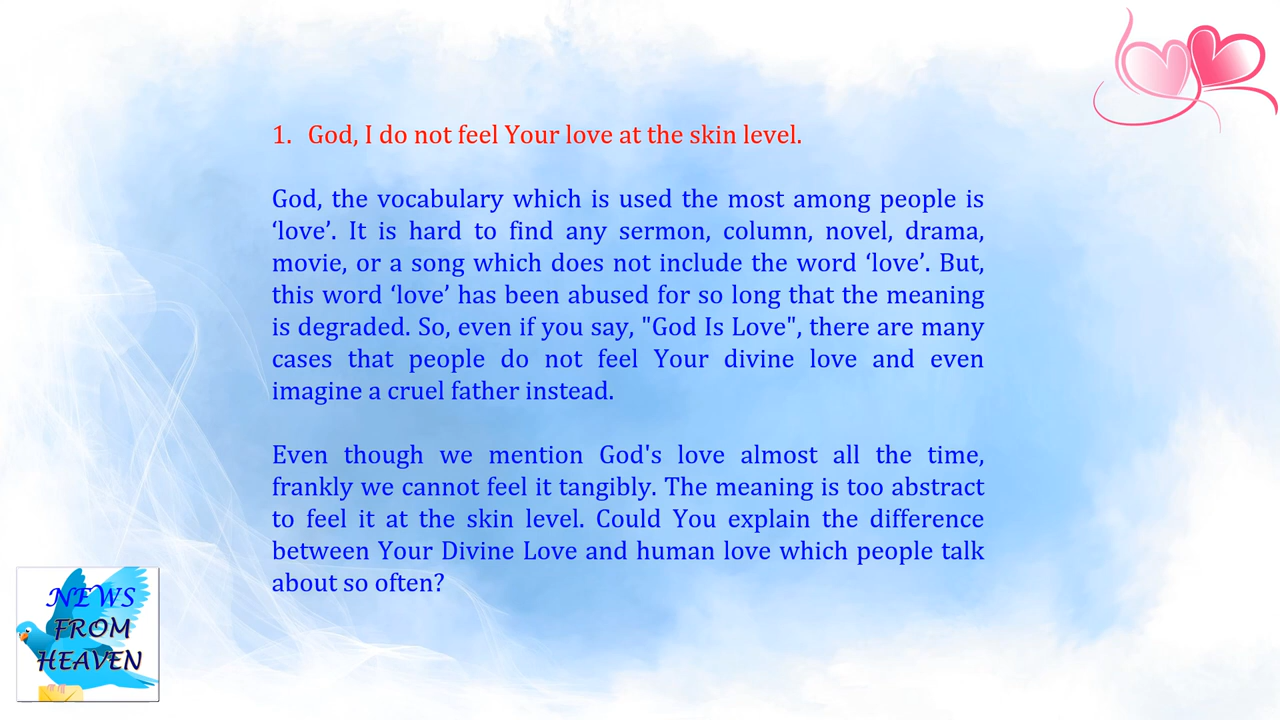 1. God, I do not feel Your love at the skin level.
God, the vocabulary which is used the most among people is
‘love’. It is hard to find any sermon, column, novel, drama,
movie, or a song which does not include the word ‘love’. But,
this word ‘love’ has been abused for so long that the meaning
is degraded. So, even if you say, "God Is Love", there are many
cases that people do not feel Your divine love and even
imagine a cruel father instead.
Even though we mention God's love almost all the time,
frankly we cannot feel it tangibly. The meaning is too abstract
to feel it at the skin level. Could You explain the difference
between Your Divine Love and human love which people talk
about so often?
NEWS
FROM
HEAVEN